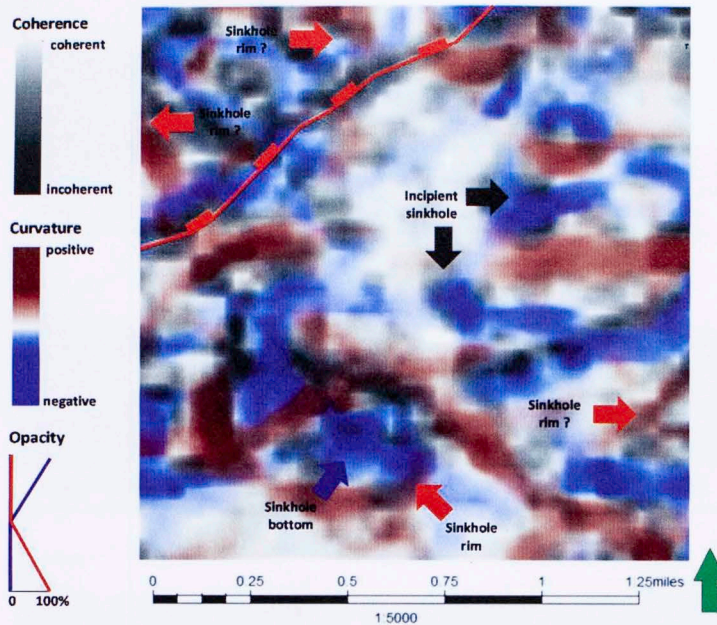 Coherence
coherent
incoherent
Curvature
positive
negative
Opacity
0 100%
Sinkhole
rim ?
Sinkhole
rim ?
Incipient
sinkhole
Sinkhole
rim ?
Sinkhole
bottom
Sinkhole
rim
0 0 25 0 5 0 75 1 1 25miles
1 5000